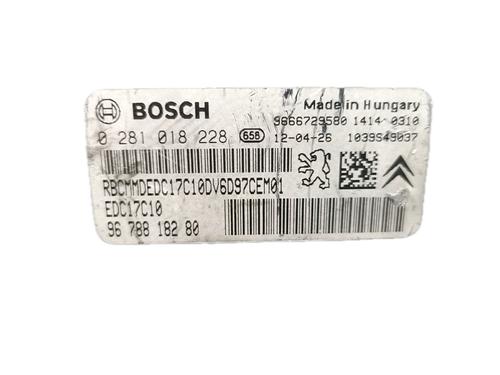 BOSCH
Made in Hungary
9666729580 1414 0310
0 281 018 228 658 12-04-26 1039S49037
RBCMMDEDC17C10DV6D97CEM01
EDC17C10
96 788 182 80